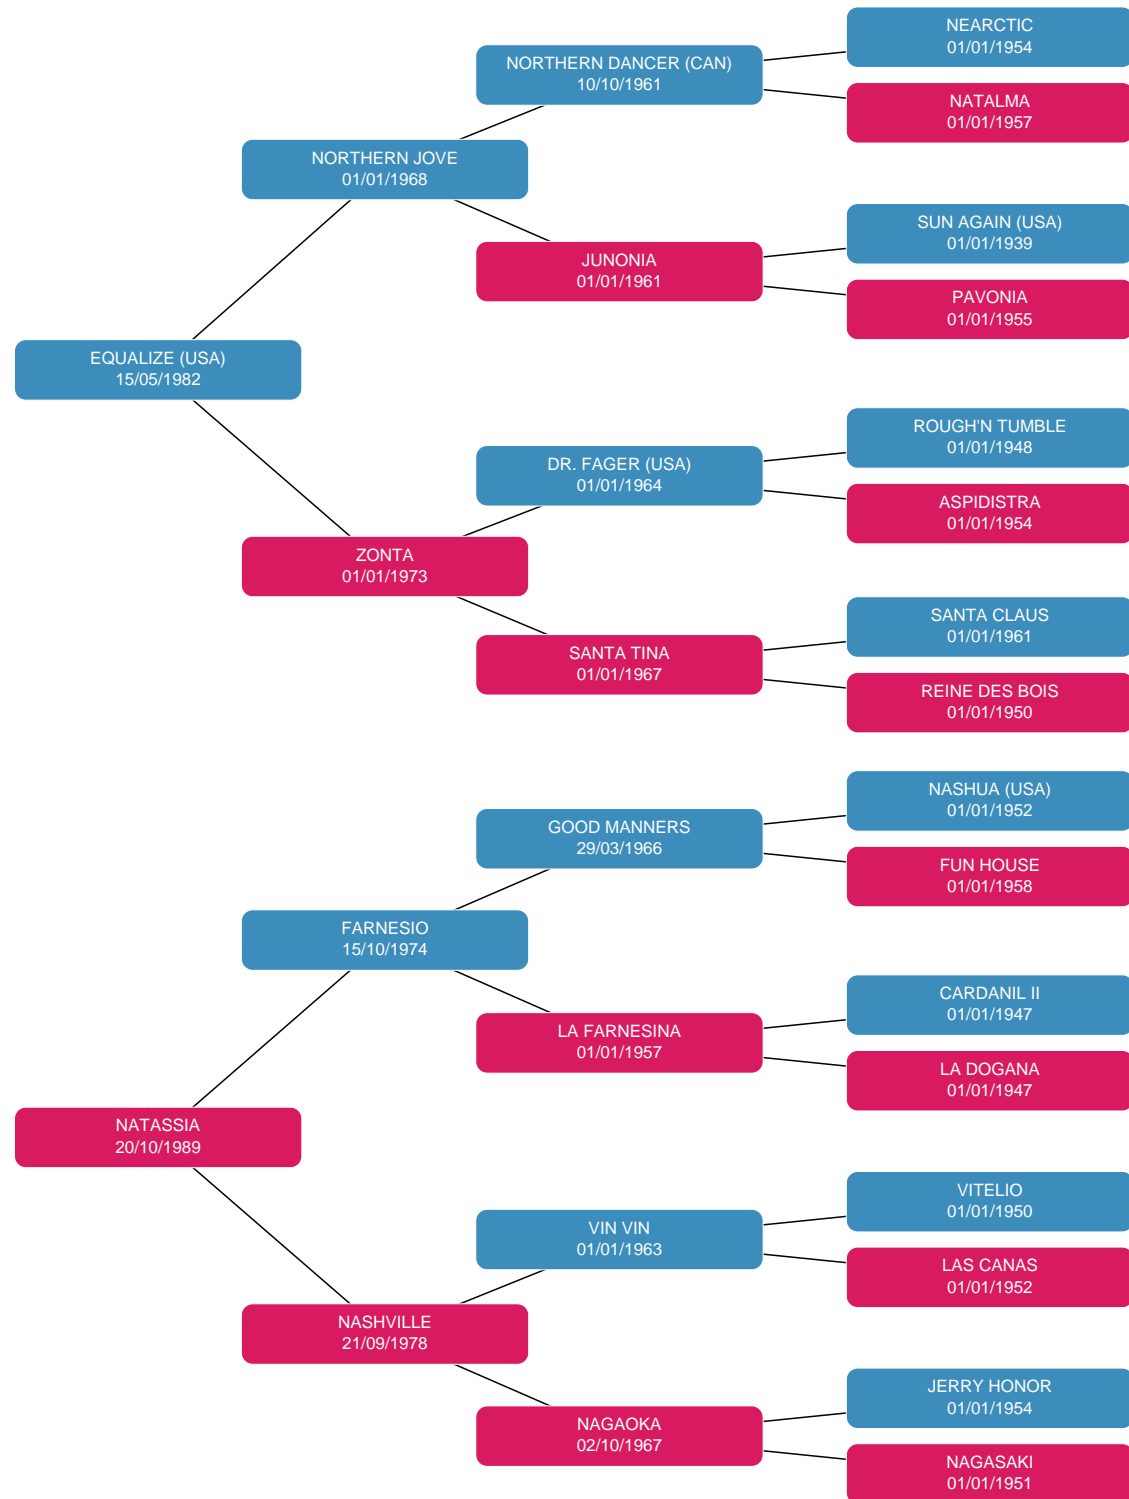 NEARCTIC
01/01/1954
NORTHERN DANCER (CAN)
10/10/1961
NATALMA
01/01/1957
NORTHERN JOVE
01/01/1968
SUN AGAIN (USA)
01/01/1939
JUNONIA
01/01/1961
PAVONIA
01/01/1955
EQUALIZE (USA)
15/05/1982
ROUGH'N TUMBLE
01/01/1948
DR. FAGER (USA)
01/01/1964
ASPIDISTRA
01/01/1954
ZONTA
01/01/1973
SANTA CLAUS
01/01/1961
SANTA TINA
01/01/1967
REINE DES BOIS
01/01/1950
NASHUA (USA)
01/01/1952
GOOD MANNERS
29/03/1966
FUN HOUSE
01/01/1958
FARNESIO
15/10/1974
CARDANIL II
01/01/1947
LA FARNESINA
01/01/1957
LA DOGANA
01/01/1947
NATASSIA
20/10/1989
VITELIO
01/01/1950
VIN VIN
01/01/1963
LAS CANAS
01/01/1952
NASHVILLE
21/09/1978
JERRY HONOR
01/01/1954
NAGAOKA
02/10/1967
NAGASAKI
01/01/1951